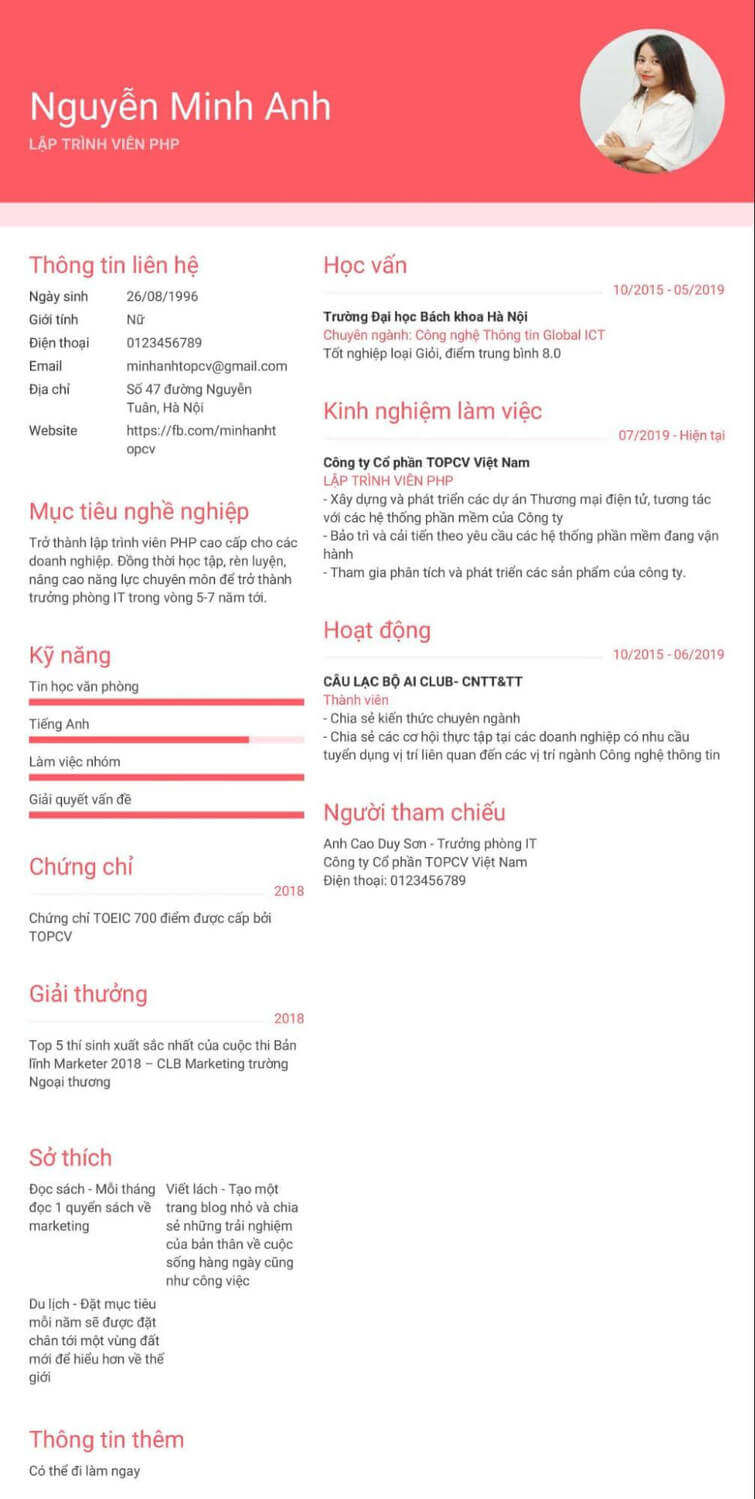 Nguyễn Minh Anh
LẬP TRÌNH VIÊN PHP
Thông tin liên hệ
Ngày sinh 26/08/1996
Giới tính Nữ
Điện thoại 0123456789
Email minhanhtopcv@gmail.com
Địa chỉ Số 47 đường Nguyễn
Tuân, Hà Nội
Website https://fb.com/minhanht
opcv
Mục tiêu nghề nghiệp
Trở thành lập trình viên PHP cao cấp cho các
doanh nghiệp. Đồng thời học tập, rèn luyện,
nâng cao năng lực chuyên môn để trở thành
trưởng phòng IT trong vòng 5-7 năm tới.
Kỹ năng
Tin học văn phòng
Tiếng Anh
Làm việc nhóm
Giải quyết vấn đề
Chứng chỉ
2018
Chứng chỉ TOEIC 700 điểm được cấp bởi
TOPCV
Giải thưởng
2018
Top 5 thí sinh xuất sắc nhất của cuộc thi Bản
lĩnh Marketer 2018 – CLB Marketing trường
Ngoại thương
Sở thích
Đọc sách - Mỗi tháng
đọc 1 quyển sách về
marketing
Viết lách - Tạo một
trang blog nhỏ và chia
sẻ những trải nghiệm
của bản thân về cuộc
sống hàng ngày cũng
như công việc
Du lịch - Đặt mục tiêu
mỗi năm sẽ được đặt
chân tới một vùng đất
mới để hiểu hơn về thế
giới
Thông tin thêm
Có thể đi làm ngay
Học vấn
10/2015 - 05/2019
Trường Đại học Bách khoa Hà Nội
Chuyên ngành: Công nghệ Thông tin Global ICT
Tốt nghiệp loại Giỏi, điểm trung bình 8.0
Kinh nghiệm làm việc
07/2019 - Hiện tại
Công ty Cổ phần TOPCV Việt Nam
LẬP TRÌNH VIÊN PHP
- Xây dựng và phát triển các dự án Thương mại điện tử, tương tác
với các hệ thống phần mềm của Công ty
- Bảo trì và cải tiến theo yêu cầu các hệ thống phần mềm đang vận
hành
- Tham gia phân tích và phát triển các sản phẩm của công ty.
Hoạt động
10/2015 - 06/2019
CÂU LẠC BỘ AI CLUB- CNTT&TT
Thành viên
- Chia sẻ kiến thức chuyên ngành
- Chia sẻ các cơ hội thực tập tại các doanh nghiệp có nhu cầu
tuyển dụng vị trí liên quan đến các vị trí ngành Công nghệ thông tin
Người tham chiếu
Anh Cao Duy Sơn - Trưởng phòng IT
Công ty Cổ phần TOPCV Việt Nam
Điện thoại: 0123456789